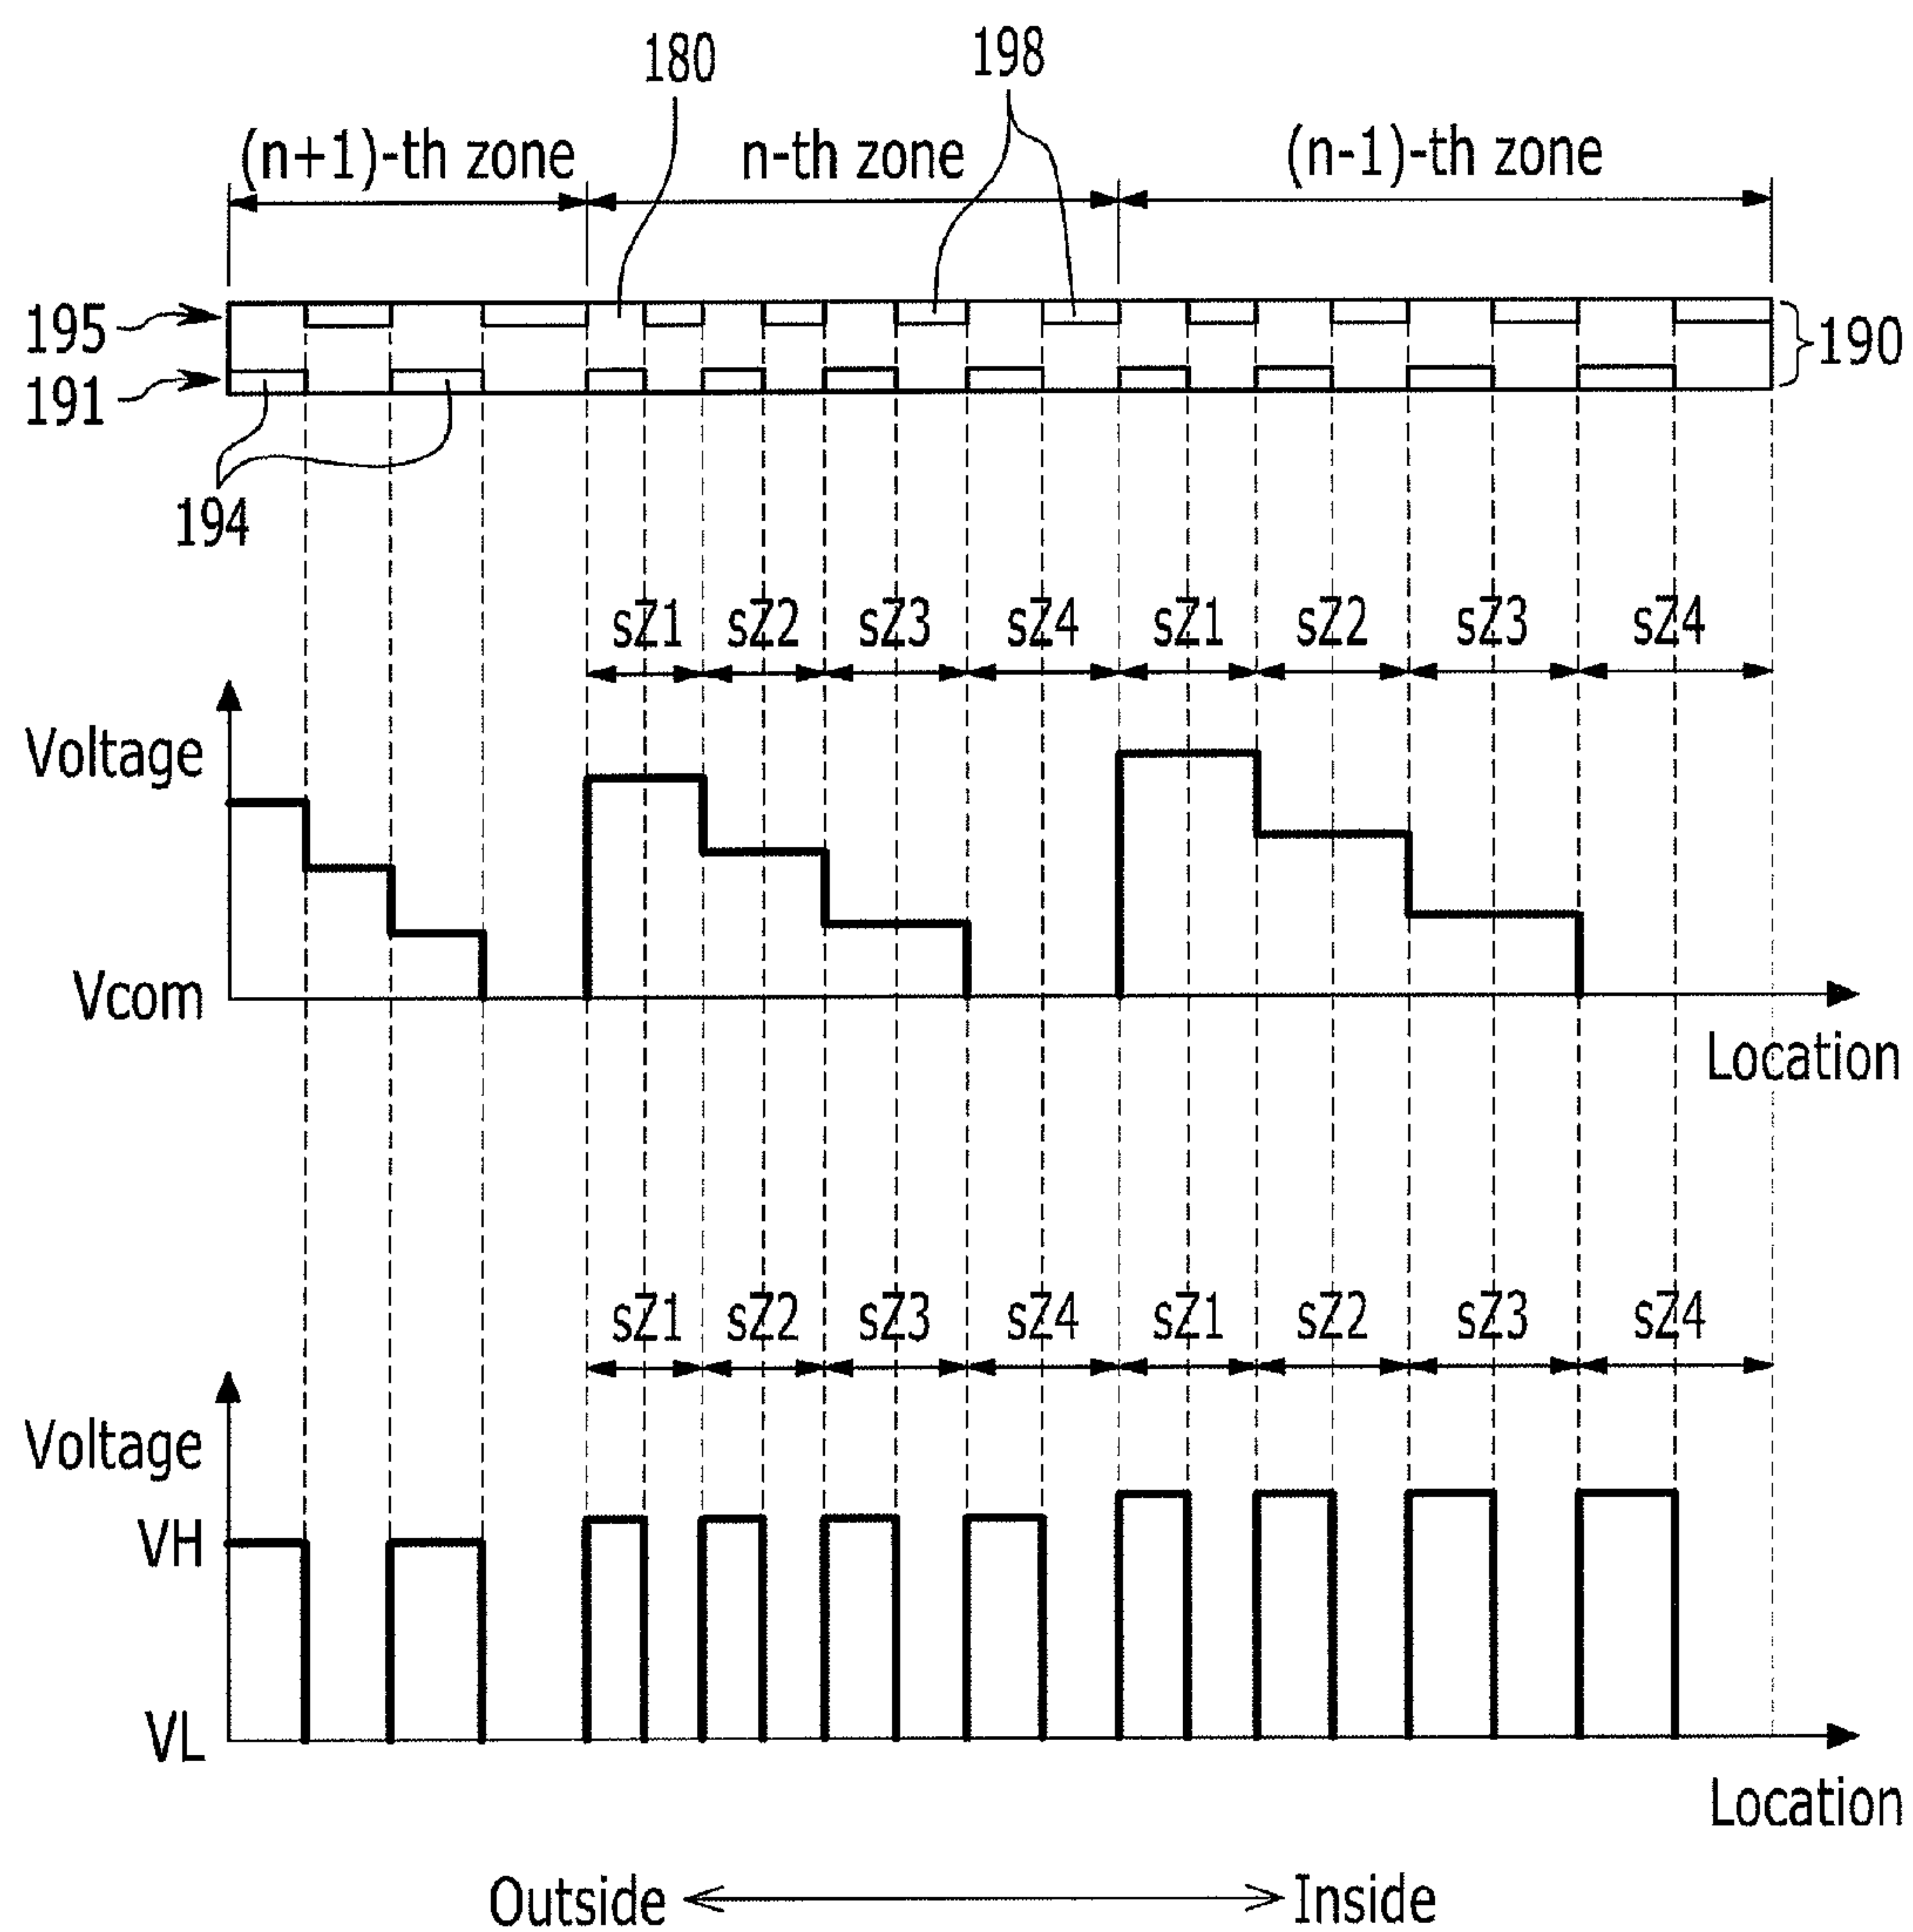 180
198
(n+1)-th zone
n-th zone
(n-1)-th zone
195
190
191
194
sZ1 sZ2 sZ3 sZ4 sZ1 sZ2 sZ3 sZ4
Voltage
Vcom
Location
sZ1 sZ2 sZ3 sZ4 sZ1 sZ2 sZ3 sZ4
Voltage
VH
VL
Location
Outside
Inside